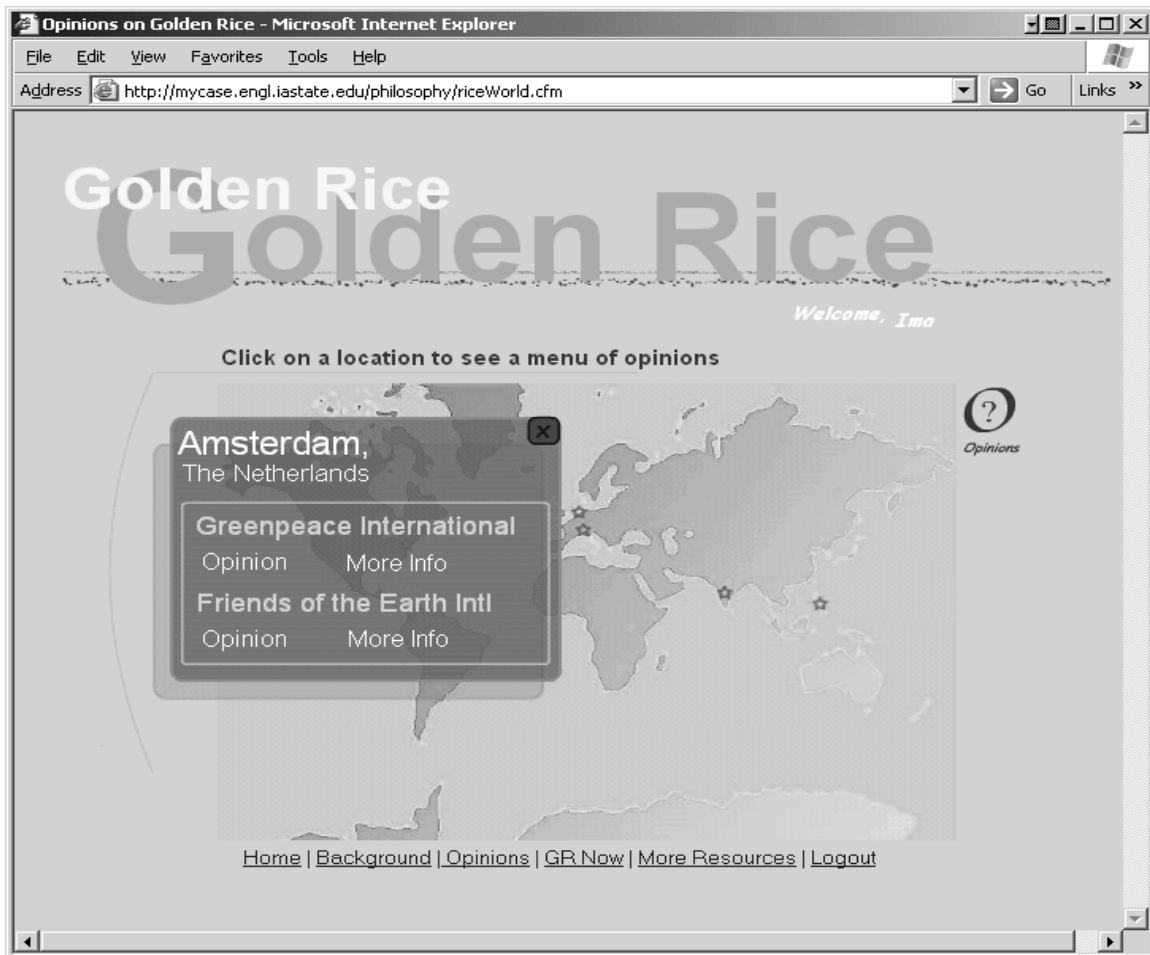 Opinions on Golden Rice - Microsoft Internet Explorer
File Edit View Favorites Tools Help
Address http://mycase.engl.iastate.edu/philosophy/riceWorld.cfm Go Links »
Golden Rice
Golden Rice
Welcome, Ima
Click on a location to see a menu of opinions
?
Opinions
Amsterdam,
The Netherlands
Greenpeace International
Opinion More Info
Friends of the Earth Intl
Opinion More Info
Home | Background | Opinions | GR Now | More Resources | Logout